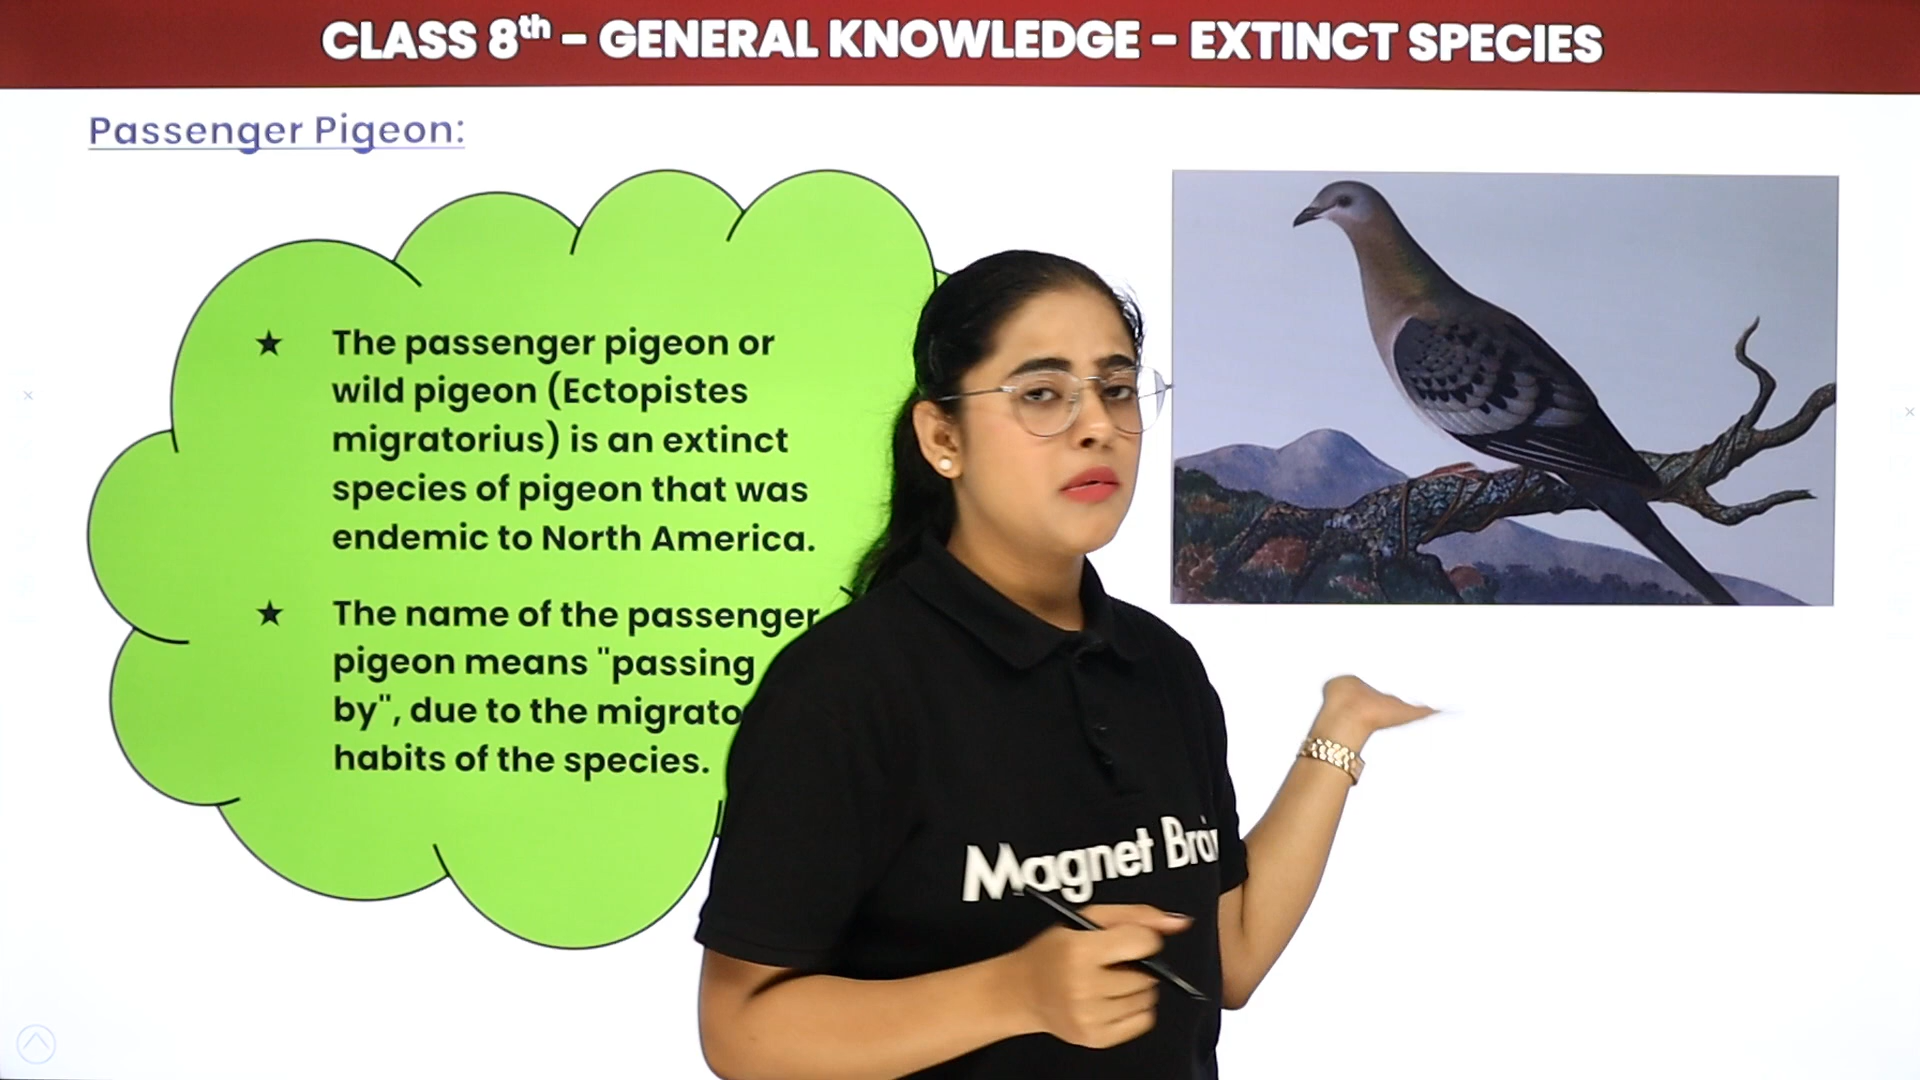 CLASS 8th - GENERAL KNOWLEDGE - EXTINCT SPECIES
Passenger Pigeon:
★ The passenger pigeon or
wild pigeon (Ectopistes
migratorius) is an extinct
species of pigeon that was
endemic to North America.
★ The name of the passenger
pigeon means "passing
by", due to the migrato
habits of the species.
Magnet Brai